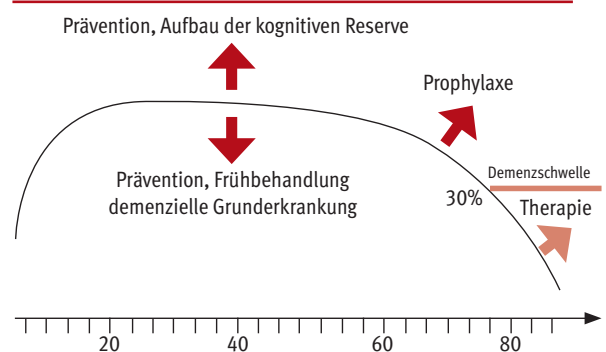 Prävention, Aufbau der kognitiven Reserve
Prophylaxe
Prävention, Frühbehandlung
demenzielle Grunderkrankung
Demenzschwelle
30%
Therapie
20 40 60 80